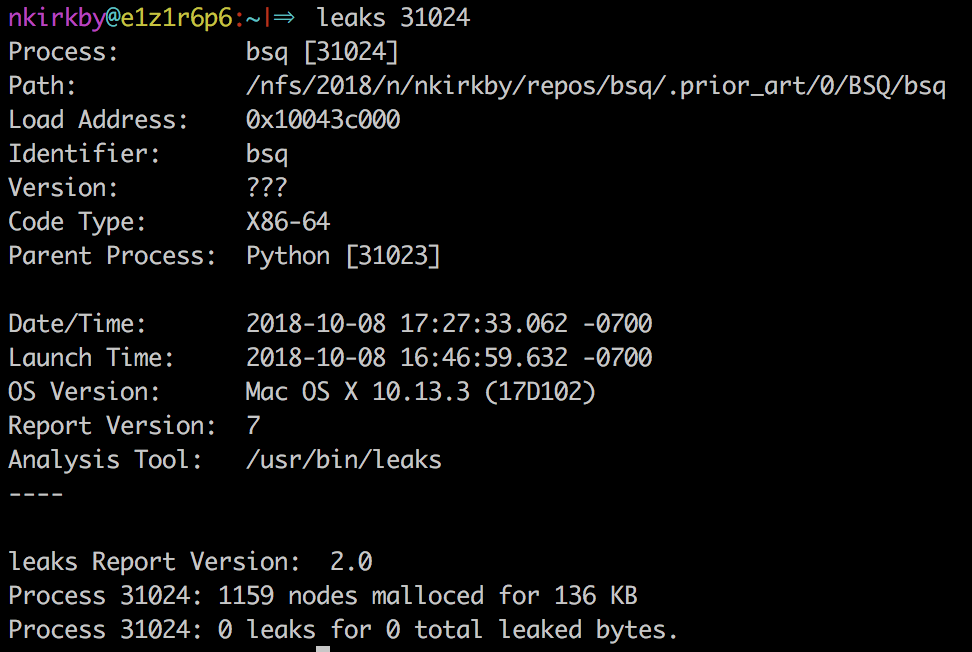 nkirkby@e1z1r6p6:~|⇒ leaks 31024
Process: bsq [31024]
Path: /nfs/2018/n/nkirkby/repos/bsq/.prior_art/0/BSQ/bsq
Load Address: 0x10043c000
Identifier: bsq
Version: ???
Code Type: X86-64
Parent Process: Python [31023]
Date/Time: 2018-10-08 17:27:33.062 -0700
Launch Time: 2018-10-08 16:46:59.632 -0700
OS Version: Mac OS X 10.13.3 (17D102)
Report Version: 7
Analysis Tool: /usr/bin/leaks
----
leaks Report Version: 2.0
Process 31024: 1159 nodes malloced for 136 KB
Process 31024: 0 leaks for 0 total leaked bytes.